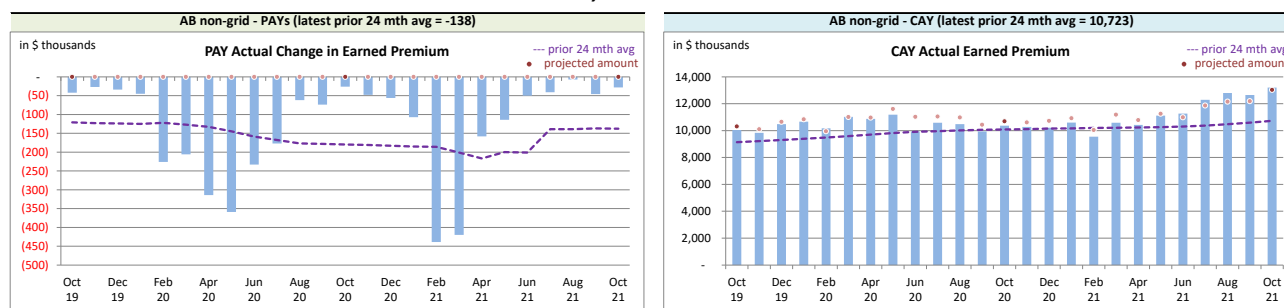 AB non-grid - PAYs (latest prior 24 mth avg = -138)
in $ thousands
PAY Actual Change in Earned Premium
--- prior 24 mth avg
projected amount
-
(50)
(100)
(150)
(200)
(250)
(300)
(350)
(400)
(450)
(500)
Oct Dec Feb Apr Jun Aug Oct Dec Feb Apr Jun Aug Oct
19 19 20 20 20 20 20 20 21 21 21 21 21
AB non-grid - CAY (latest prior 24 mth avg = 10,723)
in $ thousands
CAY Actual Earned Premium
--- prior 24 mth avg
projected amount
14,000
12,000
10,000
8,000
6,000
4,000
2,000
-
Oct Dec Feb Apr Jun Aug Oct Dec Feb Apr Jun Aug Oct
19 19 20 20 20 20 20 20 21 21 21 21 21